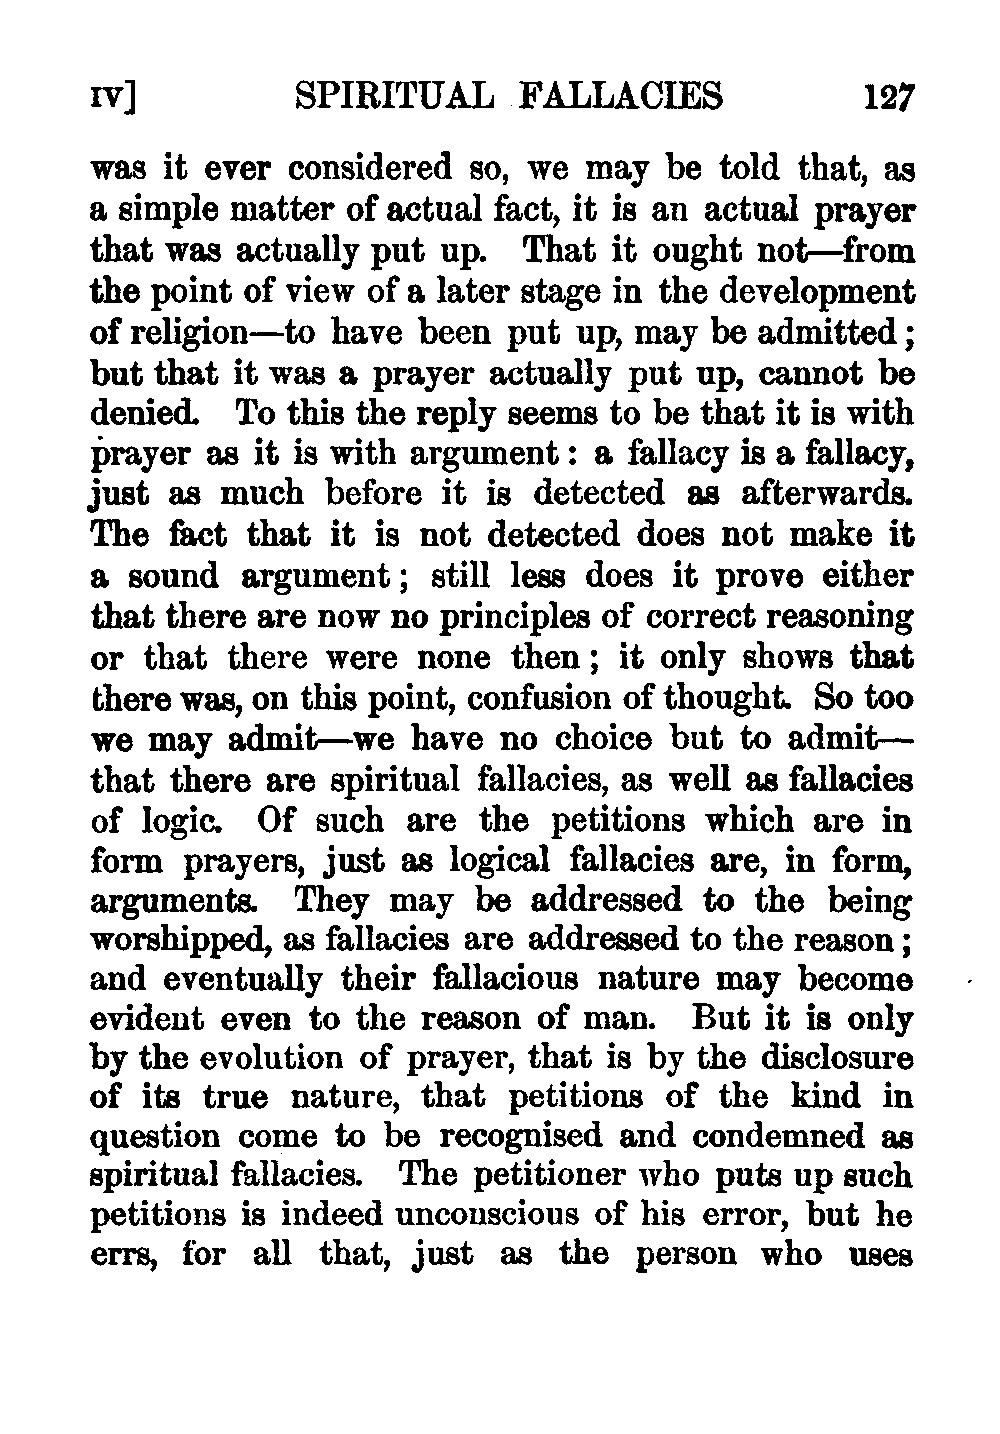 IV] SPIRITUAL FALLACIES 127
was it ever considered so, we may be told that, as
a simple matter of actual fact, it is an actual prayer
that was actually put up. That it ought not—from
the point of view of a later stage in the development
of religion—to have been put up, may be admitted;
but that it was a prayer actually put up, cannot be
denied. To this the reply seems to be that it is with
prayer as it is with argument: a fallacy is a fallacy,
just as much before it is detected as afterwards.
The fact that it is not detected does not make it
a sound argument; still less does it prove either
that there are now no principles of correct reasoning
or that there were none then; it only shows that
there was, on this point, confusion of thought. So too
we may admit—we have no choice but to admit—
that there are spiritual fallacies, as well as fallacies
of logic. Of such are the petitions which are in
form prayers, just as logical fallacies are, in form,
arguments. They may be addressed to the being
worshipped, as fallacies are addressed to the reason;
and eventually their fallacious nature may become
evident even to the reason of man. But it is only
by the evolution of prayer, that is by the disclosure
of its true nature, that petitions of the kind in
question come to be recognised and condemned as
spiritual fallacies. The petitioner who puts up such
petitions is indeed unconscious of his error, but he
errs, for all that, just as the person who uses